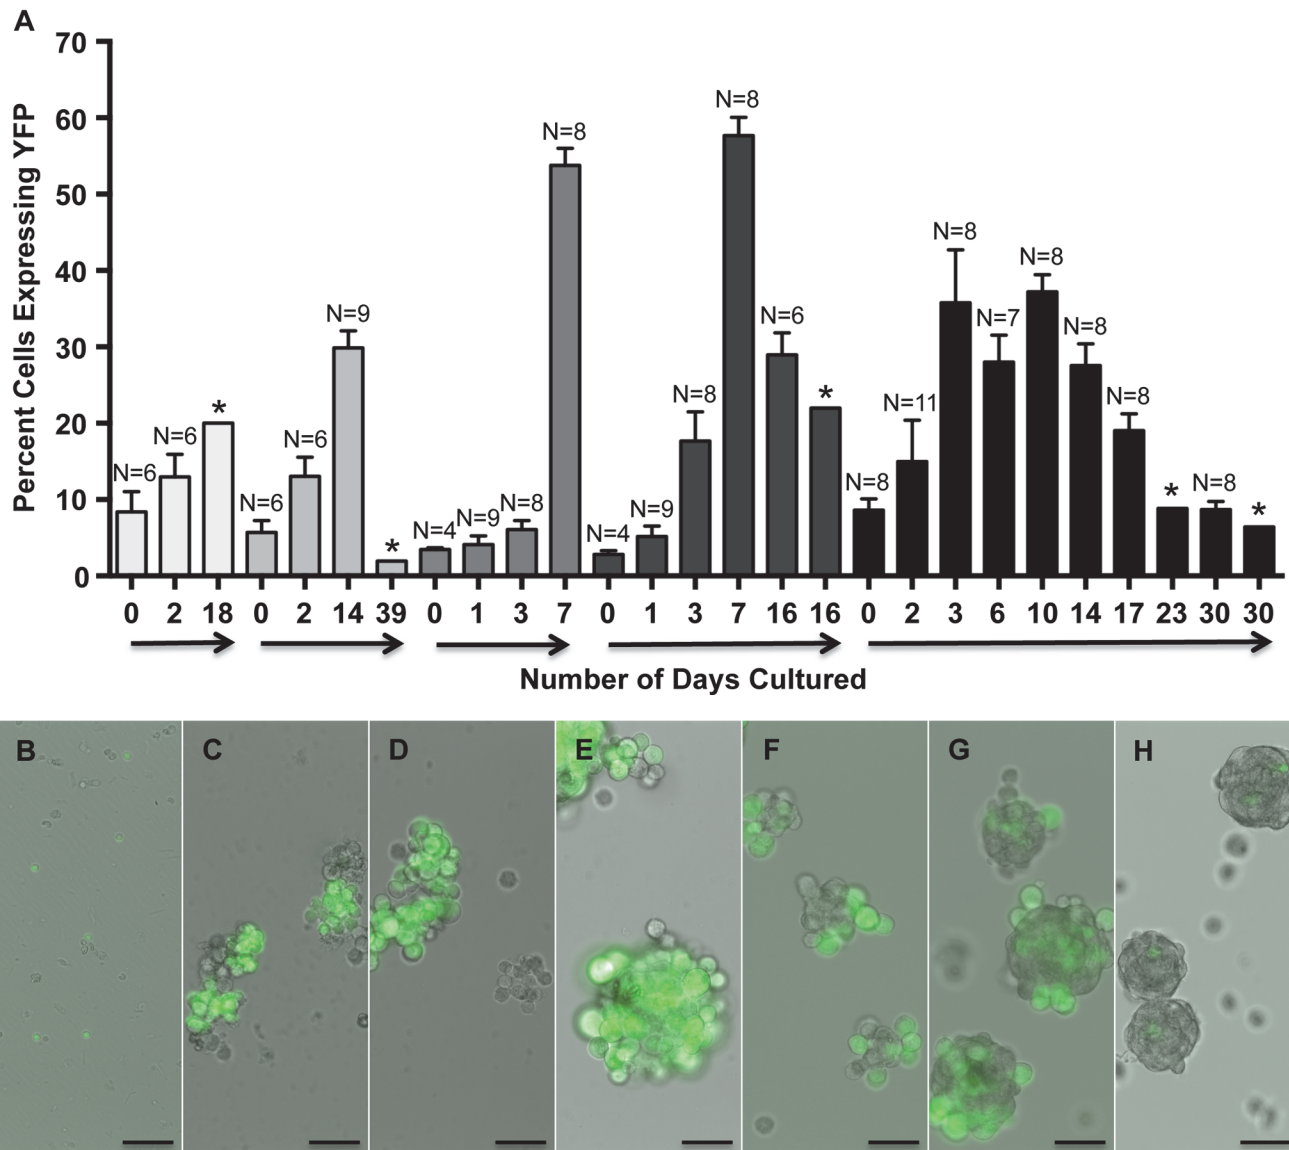 A
Percent Cells Expressing YFP
70
60
50
40
30
20
10
0
N=6
N=6
*
N=6
N=6
N=9
*
N=4
N=9
N=8
N=8
N=4
N=9
N=8
N=8
N=6
*
N=8
N=11
N=8
N=7
N=8
N=8
N=8
*
N=8
*
0 2 18 0 2 14 39 0 1 3 7 0 1 3 7 16 16 0 2 3 6 10 14 17 23 30 30
Number of Days Cultured
B C D E F G H